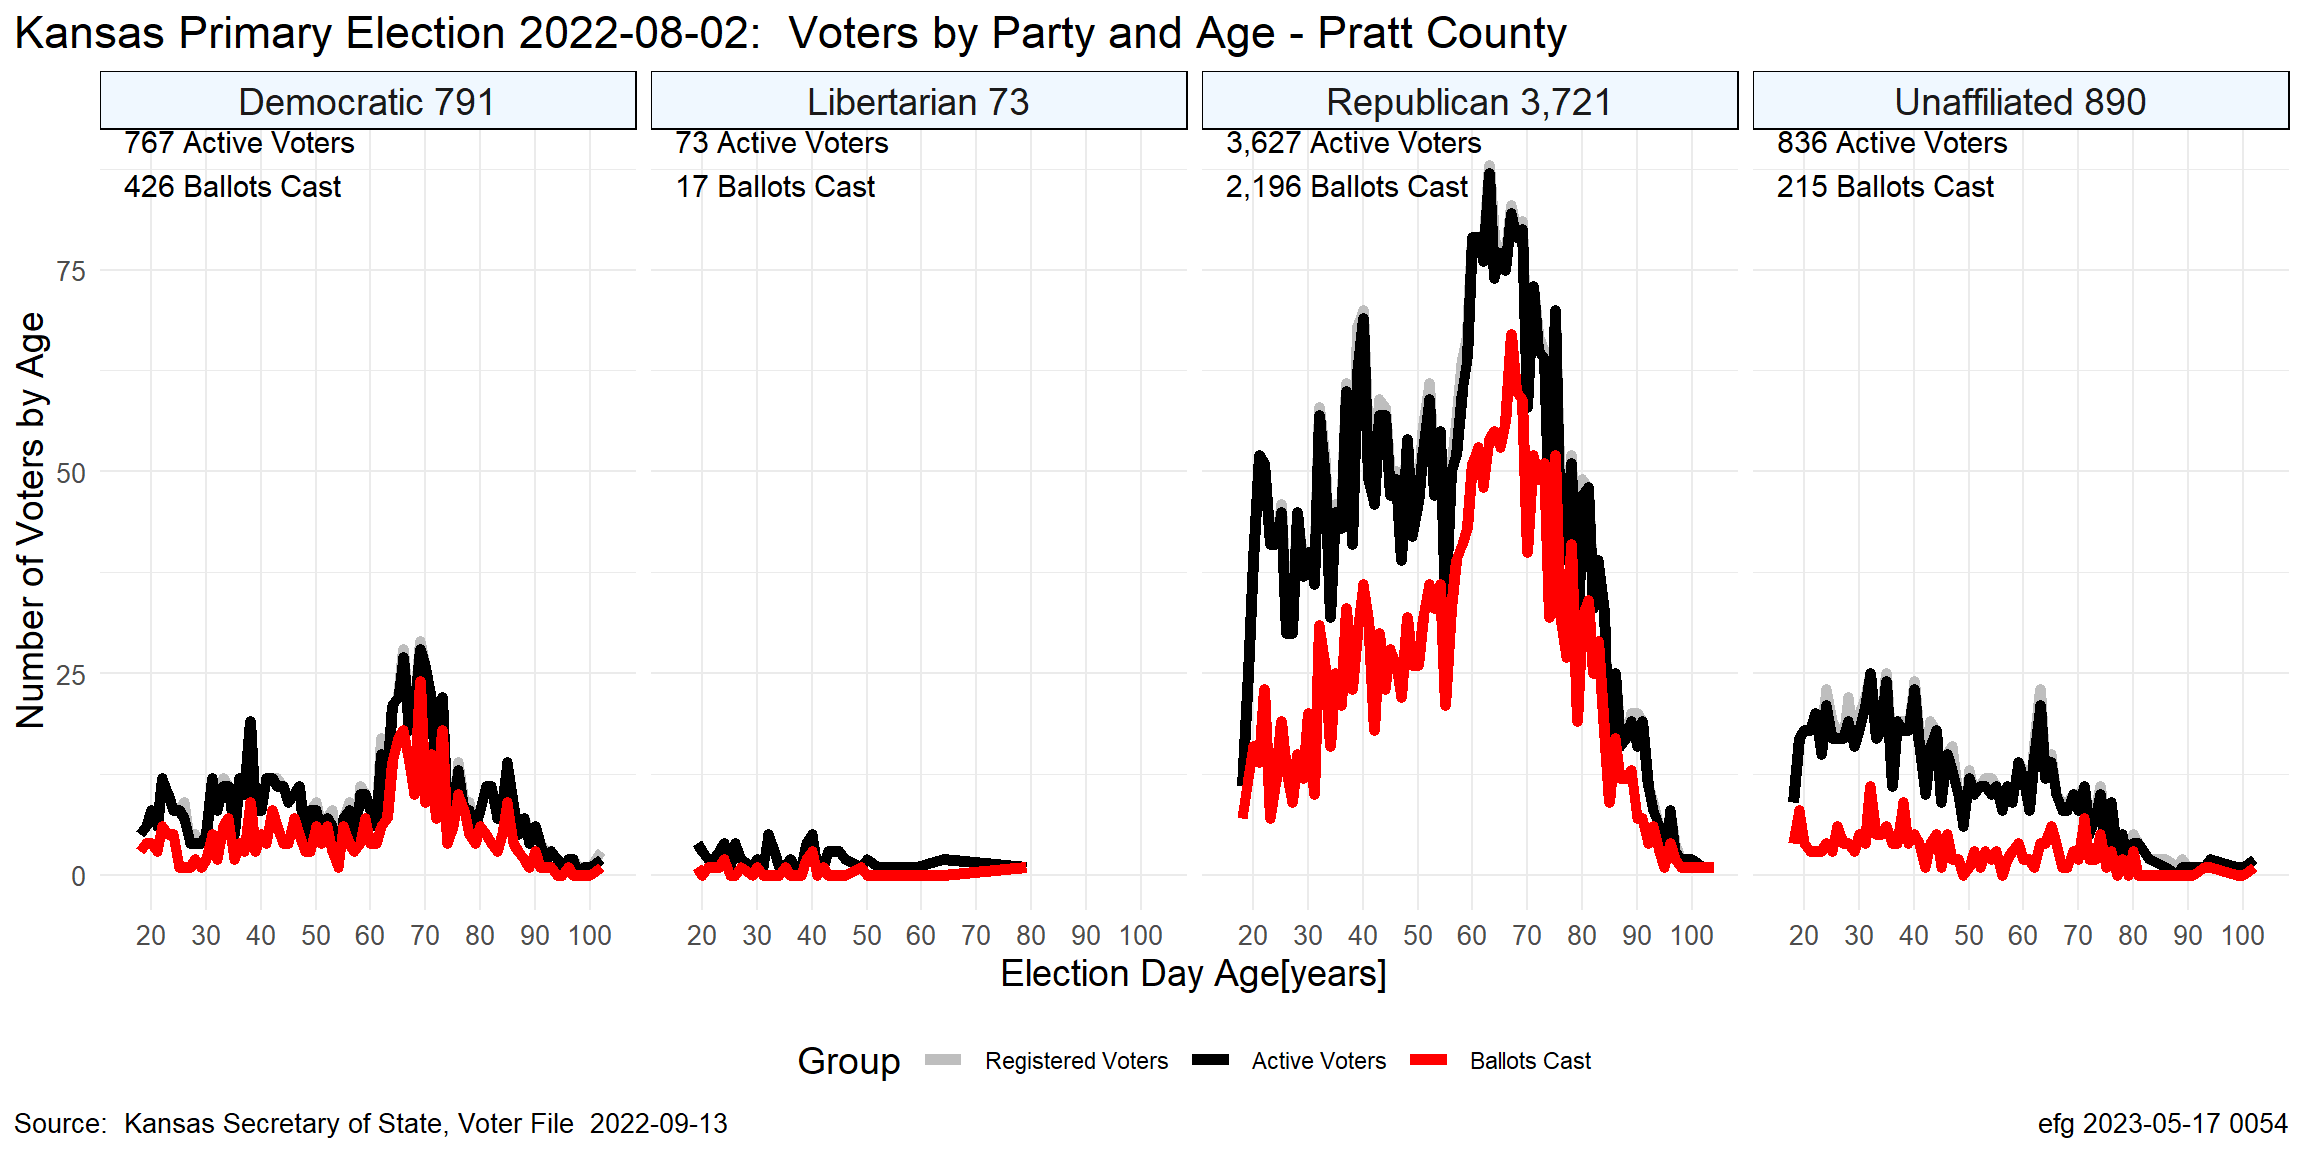 Kansas Primary Election 2022-08-02:  Voters by Party and Age - Pratt County
Democratic 791
Libertarian 73
Republican 3,721
Unaffiliated 890
767 Active Voters
426 Ballots Cast
73 Active Voters
17 Ballots Cast
3,627 Active Voters
2,196 Ballots Cast
836 Active Voters
215 Ballots Cast
Number of Voters by Age
75
50
25
0
20 30 40 50 60 70 80 90 100
20 30 40 50 60 70 80 90 100
20 30 40 50 60 70 80 90 100
20 30 40 50 60 70 80 90 100
Election Day Age[years]
Group Registered Voters Active Voters Ballots Cast
Source:  Kansas Secretary of State, Voter File  2022-09-13
efg 2023-05-17 0054